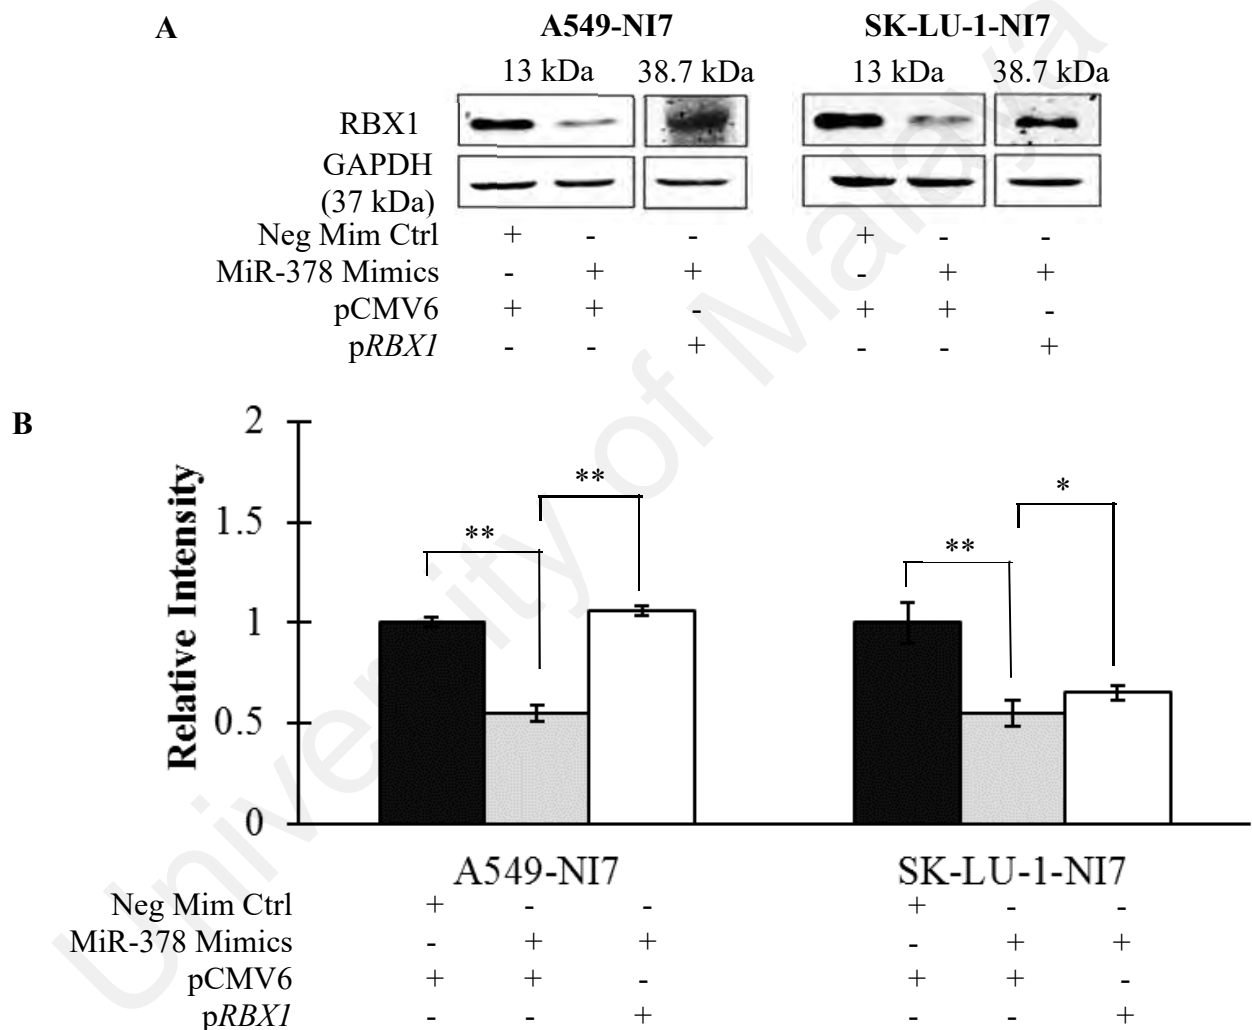 A
A549-NI7 SK-LU-1-NI7
13 kDa 38.7 kDa 13 kDa 38.7 kDa
RBX1
GAPDH
(37 kDa)
Neg Mim Ctrl + - - + - -
MiR-378 Mimics - + + - + +
pCMV6 + + - + + -
pRBX1 - - + - - +
B
2
1.5
1
0.5
0
Relative Intensity
** ** ** *
A549-NI7 SK-LU-1-NI7
Neg Mim Ctrl + - - + - -
MiR-378 Mimics - + + - + +
pCMV6 + + - + + -
pRBX1 - - + - - +
University of Malaya